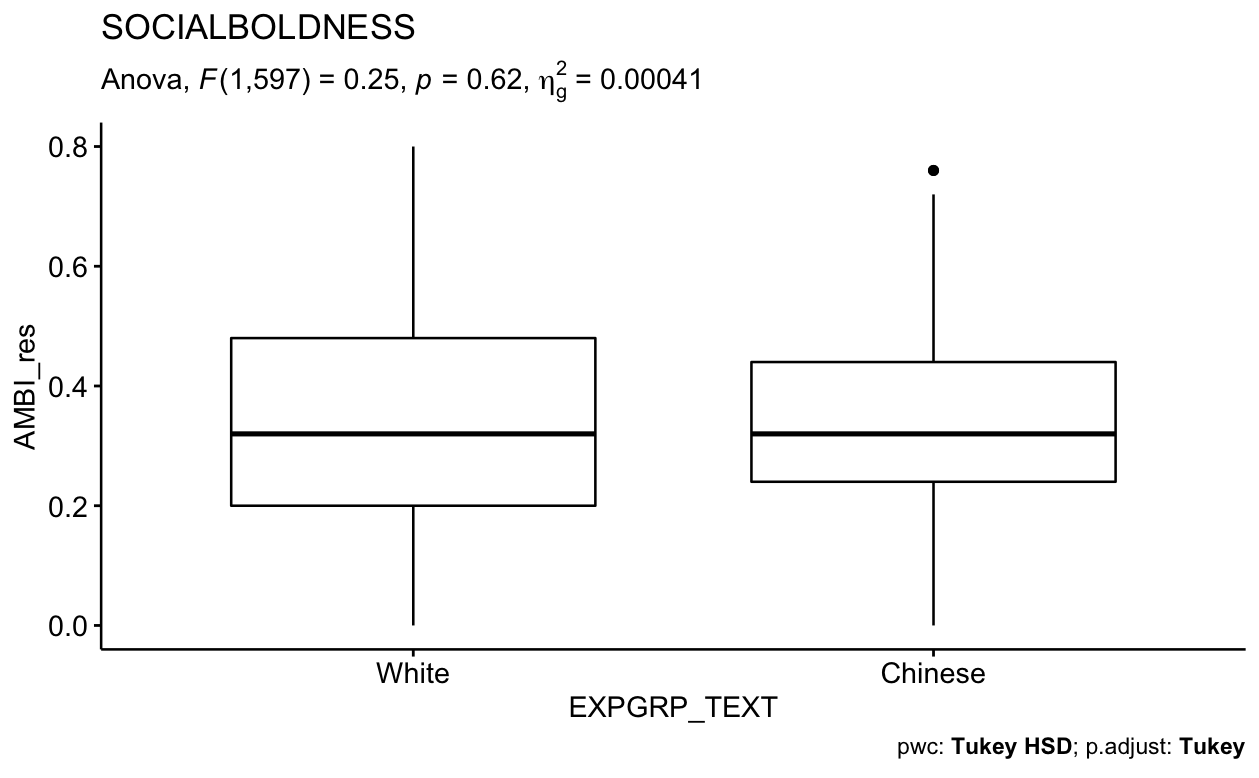 SOCIALBOLDNESS
Anova, F(1,597) = 0.25, p = 0.62, η²g = 0.00041
0.8
0.6
0.4
0.2
0.0
AMBI_res
White Chinese
EXPGRP_TEXT
pwc: Tukey HSD; p.adjust: Tukey